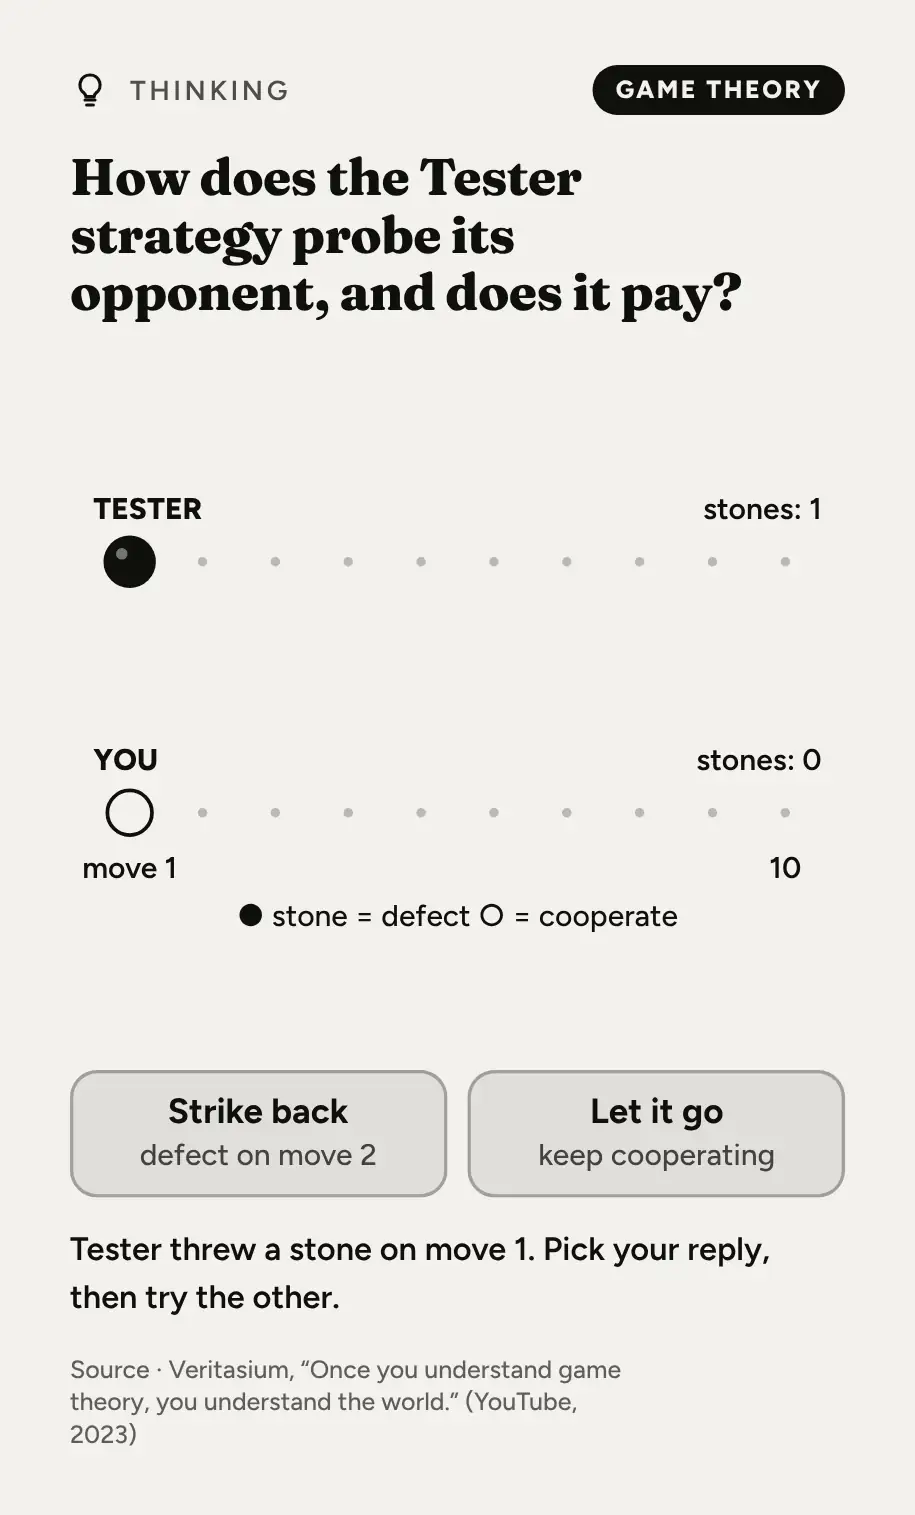 THINKING
GAME THEORY
How does the Tester
strategy probe its
opponent, and does it pay?
TESTER
stones: 1
YOU
stones: 0
move 1
10
stone = defect = cooperate
Strike back
defect on move 2
Let it go
keep cooperating
Tester threw a stone on move 1. Pick your reply,
then try the other.
Source · Veritasium, “Once you understand game
theory, you understand the world.” (YouTube,
2023)